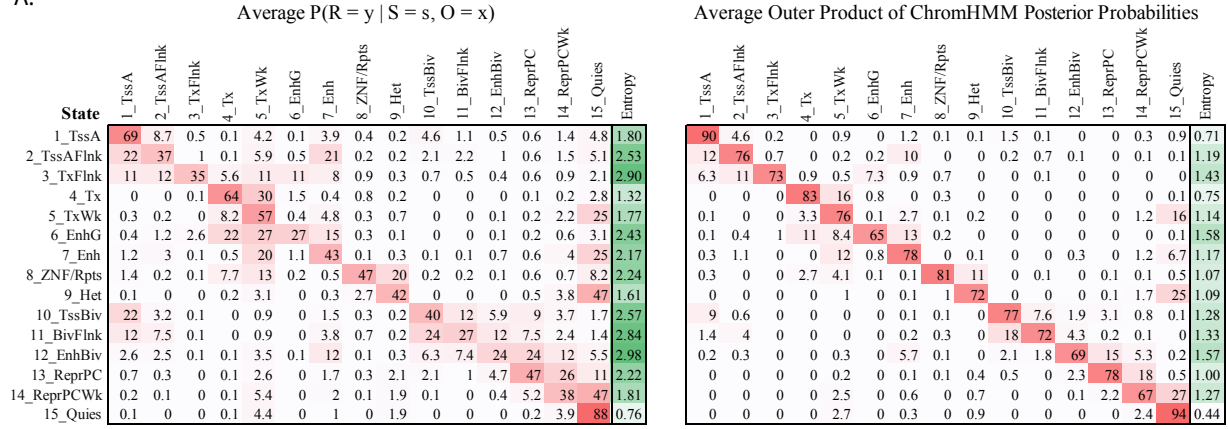 A.
Average P(R = y | S = s, O = x)
Average Outer Product of ChromHMM Posterior Probabilities
State 1_TssA 2_TssAFlnk 3_TxFlnk 4_Tx 5_TxWk 6_EnhG 7_Enh 8_ZNF/Rpts 9_Het 10_TssBiv 11_BivFlnk 12_EnhBiv 13_ReprPC 14_ReprPCWk 15_Quies Entropy 1_TssA 2_TssAFlnk 3_TxFlnk 4_Tx 5_TxWk 6_EnhG 7_Enh 8_ZNF/Rpts 9_Het 10_TssBiv 11_BivFlnk 12_EnhBiv 13_ReprPC 14_ReprPCWk 15_Quies Entropy
1_TssA 69 8.7 0.5 0.1 4.2 0.1 3.9 0.4 0.2 4.6 1.1 0.5 0.6 1.4 4.8 1.80 90 4.6 0.2 0 0.9 0 1.2 0.1 0.1 1.5 0.1 0 0 0.3 0.9 0.71
2_TssAFlnk 22 37 1 0.1 5.9 0.5 21 0.2 0.2 2.1 2.2 1 0.6 1.5 5.1 2.53 12 76 0.7 0 0.2 0.2 10 0 0 0.2 0.7 0.1 0 0.1 0.1 1.19
3_TxFlnk 11 12 35 5.6 11 11 8 0.9 0.3 0.7 0.5 0.4 0.6 0.9 2.1 2.90 6.3 11 73 0.9 0.5 7.3 0.9 0.7 0 0 0 0 0 0 0 1.43
4_Tx 0 0 0.1 64 30 1.5 0.4 0.8 0.2 0 0 0 0.1 0.2 2.8 1.32 0 0 0 83 16 0.8 0 0.3 0 0 0 0 0 0 0.1 0.75
5_TxWk 0.3 0.2 0 8.2 57 0.4 4.8 0.3 0.7 0 0 0.1 0.2 2.2 25 1.77 0.1 0 0 3.3 76 0.1 2.7 0.1 0.2 0 0 0 0 1.2 16 1.14
6_EnhG 0.4 1.2 2.6 22 27 27 15 0.3 0.1 0 0 0.1 0.2 0.6 3.1 2.43 0.1 0.4 1 11 8.4 65 13 0.2 0 0 0 0 0 0 0.1 1.58
7_Enh 1.2 3 0.1 0.5 20 1.1 43 0.1 0.3 0.1 0.1 0.7 0.6 4 25 2.17 0.3 1.1 0 0 12 0.8 78 0 0.1 0 0 0.3 0 1.2 6.7 1.17
8_ZNF/Rpts 1.4 0.2 0.1 7.7 13 0.2 0.5 47 20 0.2 0.2 0.1 0.6 0.7 8.2 2.24 0.3 0 0 2.7 4.1 0.1 0.1 81 11 0 0.1 0 0.1 0.1 0.5 1.07
9_Het 0.1 0 0 0.2 3.1 0 0.3 2.7 42 0 0 0 0.5 3.8 47 1.61 0 0 0 0 1 0 0.1 1 72 0 0 0 0.1 1.7 25 1.09
10_TssBiv 22 3.2 0.1 0 0.9 0 1.5 0.3 0.2 40 12 5.9 9 3.7 1.7 2.57 9 0.6 0 0 0 0 0.1 0 0 77 7.6 1.9 3.1 0.8 0.1 1.28
11_BivFlnk 12 7.5 0.1 0 0.9 0 3.8 0.7 0.2 24 27 12 7.5 2.4 1.4 2.84 1.4 4 0 0 0 0 0.3 0 0 18 72 4.3 0.2 0.1 0 1.33
12_EnhBiv 2.6 2.5 0.1 0.1 3.5 0.1 12 0.1 0.3 6.3 7.4 24 24 12 5.5 2.98 0.2 0.3 0 0 0.3 0 5.7 0.1 0 2.1 1.8 69 15 5.3 0.2 1.57
13_ReprPC 0.7 0.3 0 0.1 2.6 0 1.7 0.3 2.1 2.1 1 4.7 47 26 11 2.22 0 0 0 0 0.2 0 0.1 0.1 0.4 0.5 0 2.3 78 18 0.5 1.00
14_ReprPCWk 0.2 0.1 0 0.1 5.4 0 2 0.1 1.9 0.1 0 0.4 5.2 38 47 1.81 0 0 0 0 2.5 0 0.6 0 0.7 0 0 0.1 2.2 67 27 1.27
15_Quies 0.1 0 0 0.1 4.4 0 1 0 1.9 0 0 0 0.2 3.9 88 0.76 0 0 0 0 2.7 0 0.3 0 0.9 0 0 0 0 2.4 94 0.44